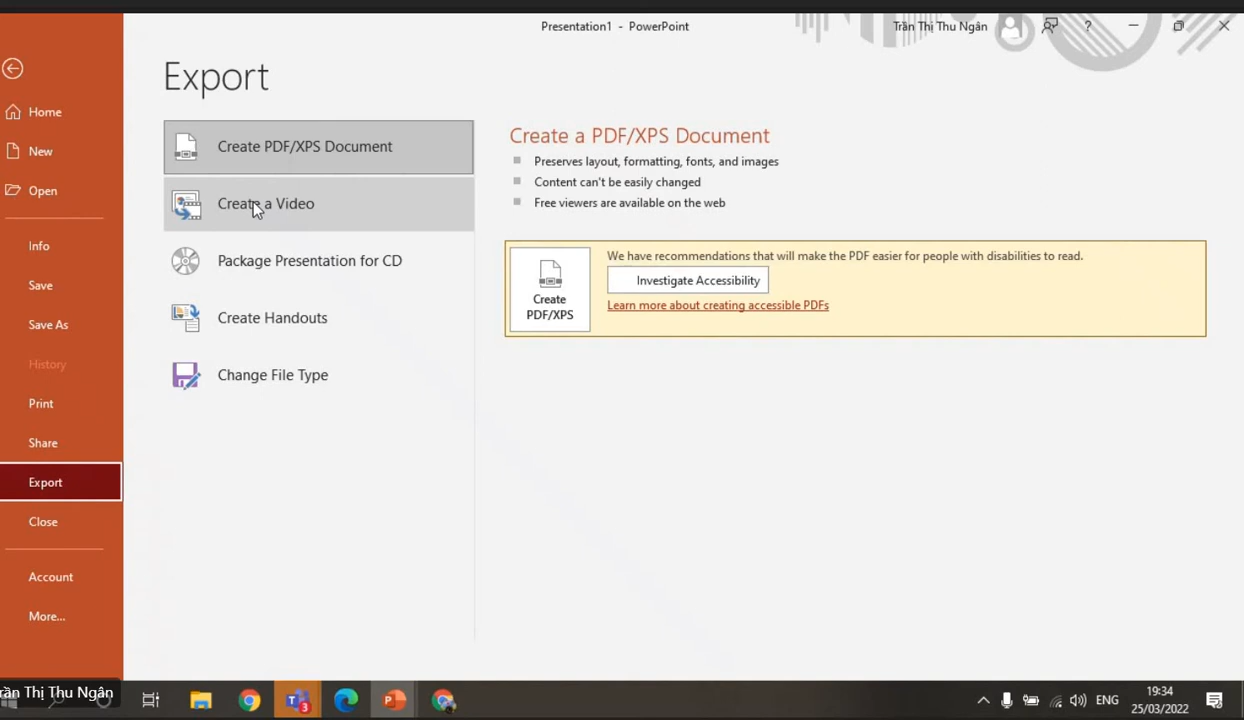 Presentation1 - PowerPoint
Trần Thị Thu Ngân
?
Export
Home
New
Open
Info
Save
Save As
History
Print
Share
Export
Close
Account
More...
Create PDF/XPS Document
Create a Video
Package Presentation for CD
Create Handouts
Change File Type
Create a PDF/XPS Document
Preserves layout, formatting, fonts, and images
Content can't be easily changed
Free viewers are available on the web
Create
PDF/XPS
We have recommendations that will make the PDF easier for people with disabilities to read.
Investigate Accessibility
Learn more about creating accessible PDFs
rần Thị Thu Ngân
3
ENG
19:34
25/03/2022